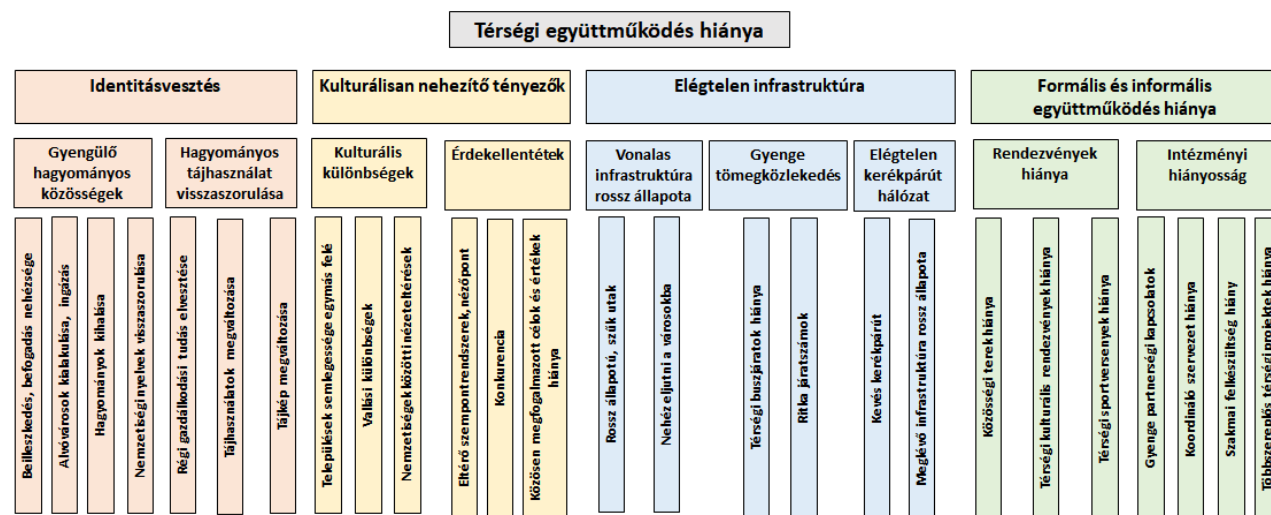 Térségi együttműködés hiánya
Identitásvesztés
Kulturálisan nehezítő tényezők
Elégtelen infrastruktúra
Formális és informális
együttműködés hiánya
Gyengülő
hagyományos
közösségek
Hagyományos
tájhasználat
visszaszorulása
Kulturális
különbségek
Érdekellentétek
Vonalas
infrastruktúra
rossz állapota
Gyenge
tömegközlekedés
Elégtelen
kerékpárút
hálózat
Rendezvények
hiánya
Intézményi
hiányosság
Beilleszkedés, befogadás nehézsége
Alvóvárosok kialakulása, ingázás
Hagyományok kihalása
Nemzetiségi nyelvek visszaszorulása
Régi gazdálkodási tudás elvesztése
Tájhasználatok megváltozása
Tájkép megváltozása
Települések semlegessége egymás felé
Vallási különbségek
Nemzetiségek közötti nézeteltérések
Eltérő szempontrendszerek, nézőpont
Konkurencia
Közösen megfogalmazott célok és értékek
hiánya
Rossz állapotú, szűk utak
Nehéz eljutni a városokba
Térségi buszjáratok hiánya
Ritka járatszámok
Kevés kerékpárút
Meglévő infrastruktúra rossz állapota
Közösségi terek hiánya
Térségi kulturális rendezvények hiánya
Térségi sportversenyek hiánya
Gyenge partnerségi kapcsolatok
Koordináló szervezet hiánya
Szakmai felkészültség hiány
Többszereplős térségi projektek hiánya